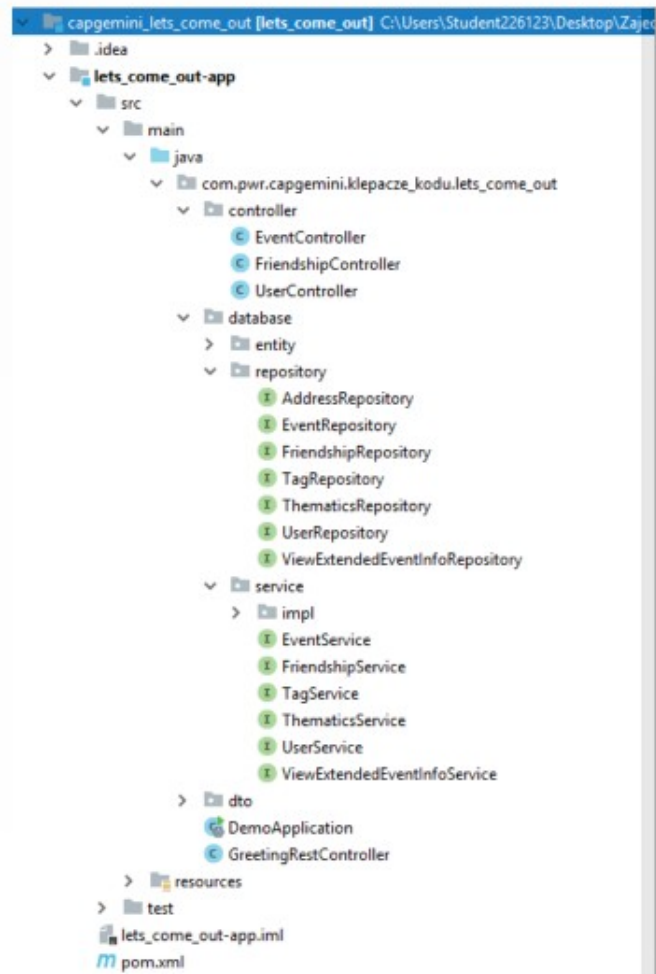 capgemini_lets_come_out [lets_come_out] C:\Users\Student226123\Desktop\Zajec
.idea
lets_come_out-app
src
main
java
com.pwr.capgemini.klepacze_kodu.lets_come_out
controller
EventController
FriendshipController
UserController
database
entity
repository
AddressRepository
EventRepository
FriendshipRepository
TagRepository
ThematicsRepository
UserRepository
ViewExtendedEventInfoRepository
service
impl
EventService
FriendshipService
TagService
ThematicsService
UserService
ViewExtendedEventInfoService
dto
DemoApplication
GreetingRestController
resources
test
lets_come_out-app.iml
pom.xml